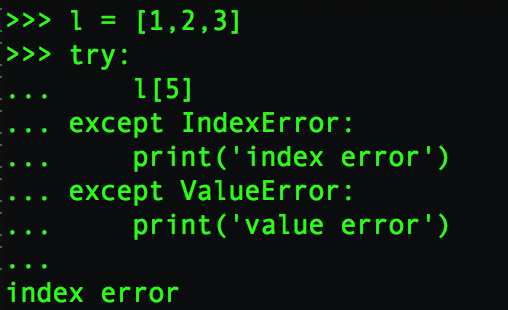 >>> l = [1,2,3]
>>> try:
...     l[5]
... except IndexError:
...     print('index error')
... except ValueError:
...     print('value error')
...
index error